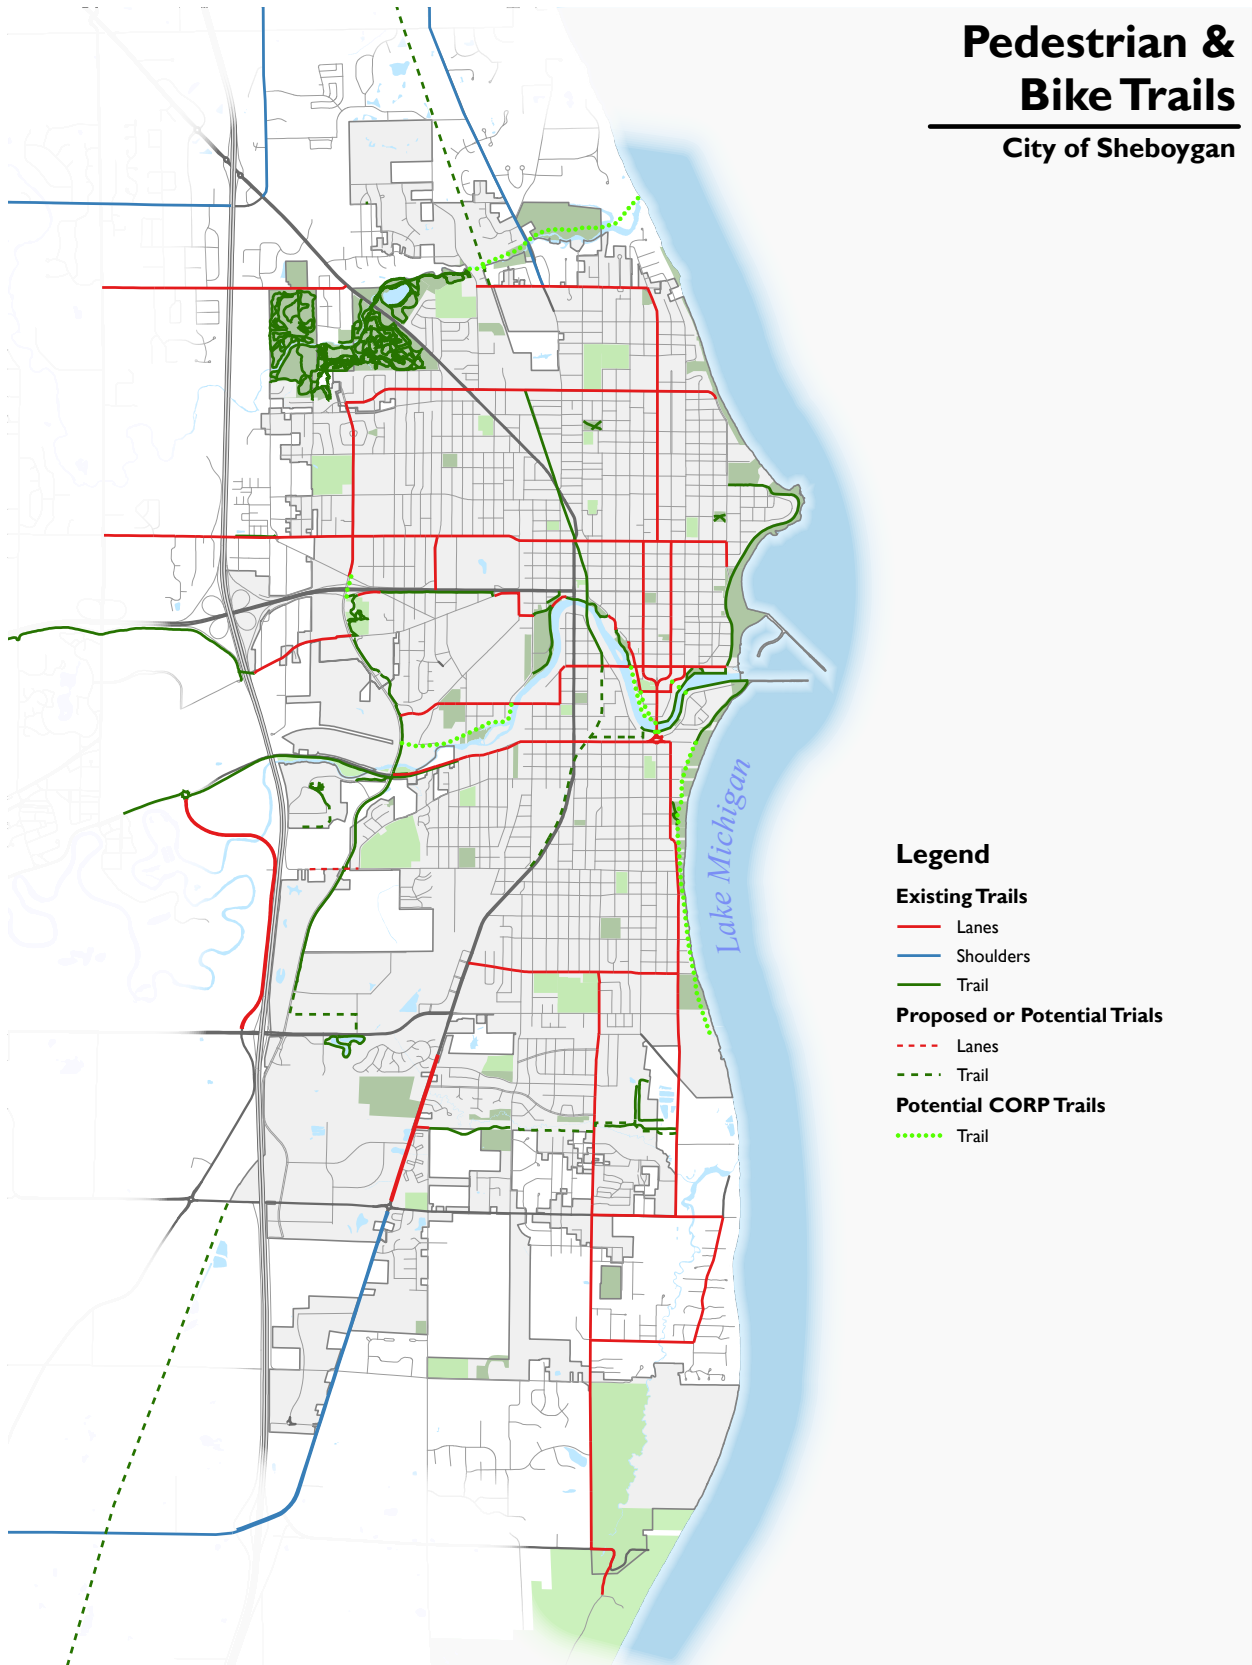 Pedestrian &
Bike Trails
City of Sheboygan
Lake Michigan
Legend
Existing Trails
Lanes
Shoulders
Trail
Proposed or Potential Trials
Lanes
Trail
Potential CORP Trails
Trail